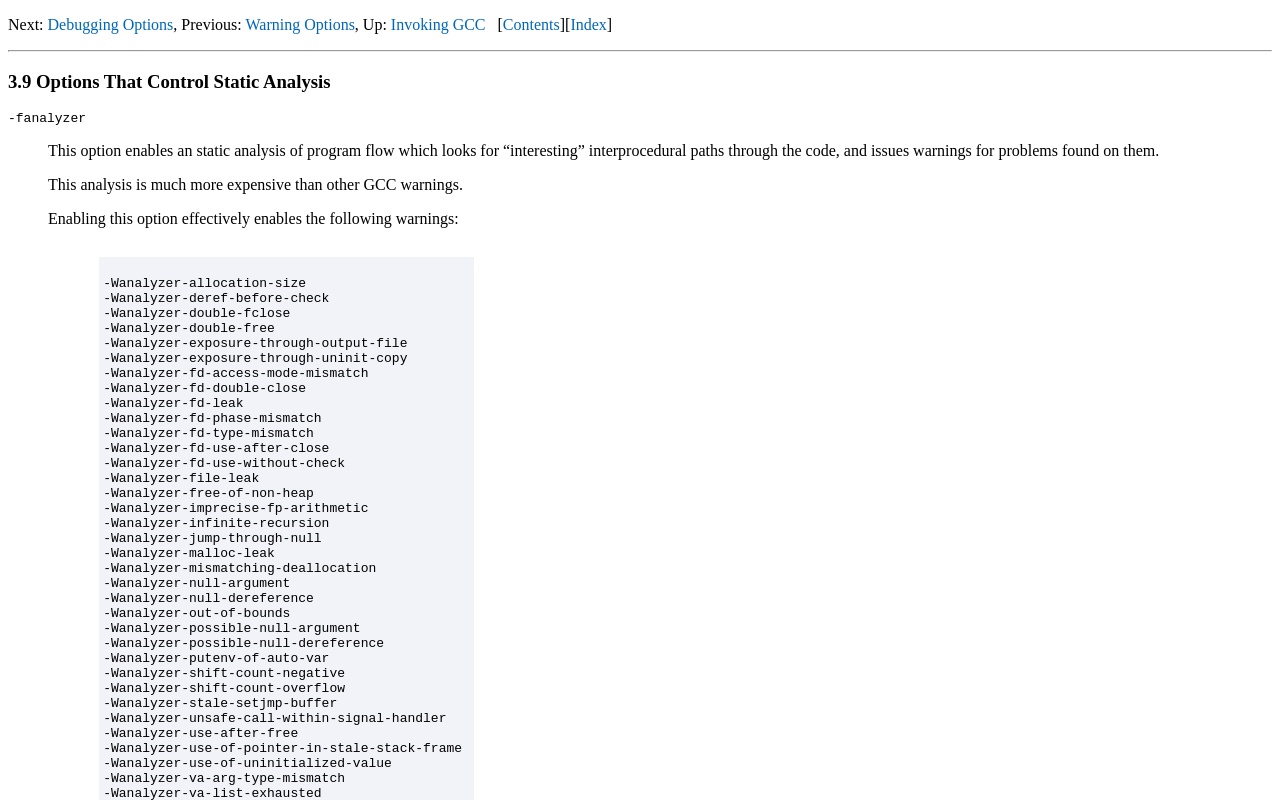 Next: Debugging Options, Previous: Warning Options, Up: Invoking GCC   [Contents][Index]
3.9 Options That Control Static Analysis
-fanalyzer
This option enables an static analysis of program flow which looks for “interesting” interprocedural paths through the code, and issues warnings for problems found on them.
This analysis is much more expensive than other GCC warnings.
Enabling this option effectively enables the following warnings:
-Wanalyzer-allocation-size
-Wanalyzer-deref-before-check
-Wanalyzer-double-fclose
-Wanalyzer-double-free
-Wanalyzer-exposure-through-output-file
-Wanalyzer-exposure-through-uninit-copy
-Wanalyzer-fd-access-mode-mismatch
-Wanalyzer-fd-double-close
-Wanalyzer-fd-leak
-Wanalyzer-fd-phase-mismatch
-Wanalyzer-fd-type-mismatch
-Wanalyzer-fd-use-after-close
-Wanalyzer-fd-use-without-check
-Wanalyzer-file-leak
-Wanalyzer-free-of-non-heap
-Wanalyzer-imprecise-fp-arithmetic
-Wanalyzer-infinite-recursion
-Wanalyzer-jump-through-null
-Wanalyzer-malloc-leak
-Wanalyzer-mismatching-deallocation
-Wanalyzer-null-argument
-Wanalyzer-null-dereference
-Wanalyzer-out-of-bounds
-Wanalyzer-possible-null-argument
-Wanalyzer-possible-null-dereference
-Wanalyzer-putenv-of-auto-var
-Wanalyzer-shift-count-negative
-Wanalyzer-shift-count-overflow
-Wanalyzer-stale-setjmp-buffer
-Wanalyzer-unsafe-call-within-signal-handler
-Wanalyzer-use-after-free
-Wanalyzer-use-of-pointer-in-stale-stack-frame
-Wanalyzer-use-of-uninitialized-value
-Wanalyzer-va-arg-type-mismatch
-Wanalyzer-va-list-exhausted